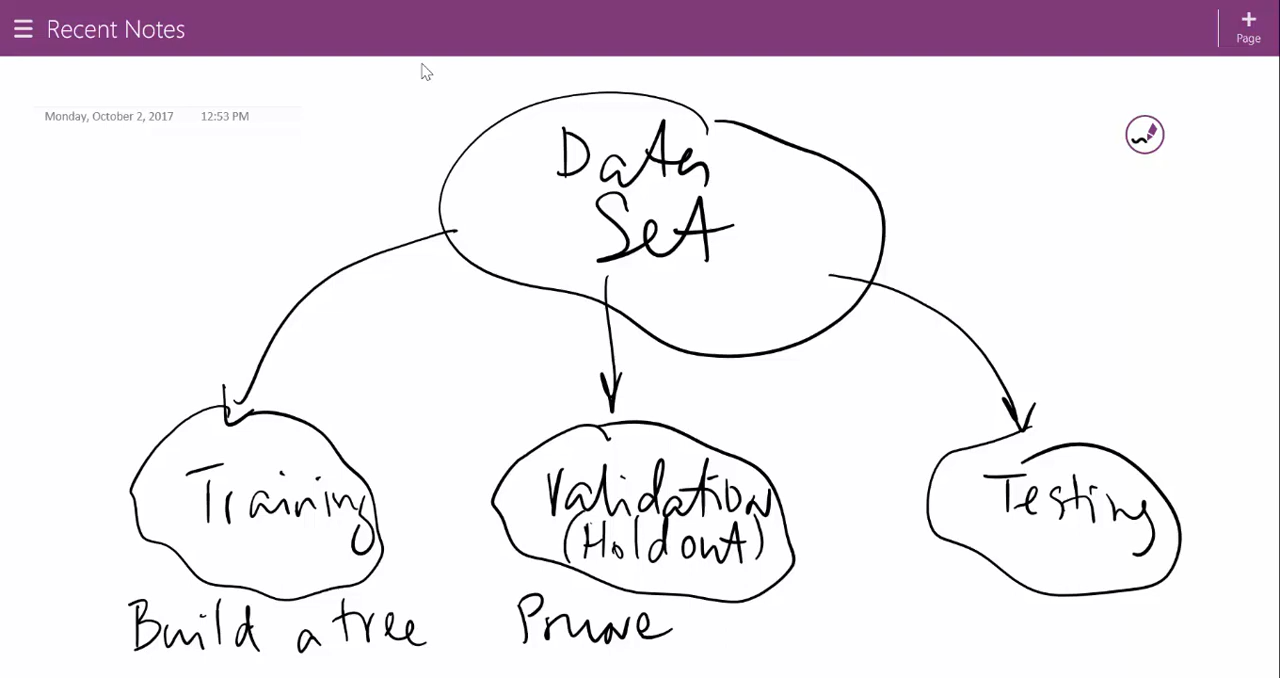 Recent Notes
Page
Monday, October 2, 2017 12:53 PM
Data
Set
Training
Validation
(Holdout)
Testing
Build a tree
Prune